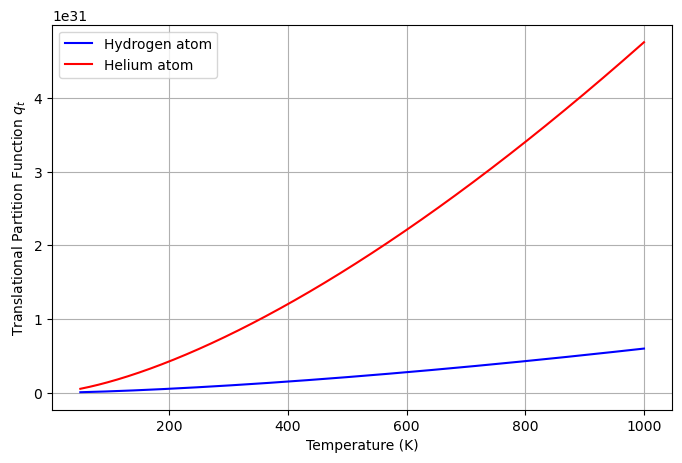 1e31
Hydrogen atom
Helium atom
Translational Partition Function q_t
4
3
2
1
0
200 400 600 800 1000
Temperature (K)